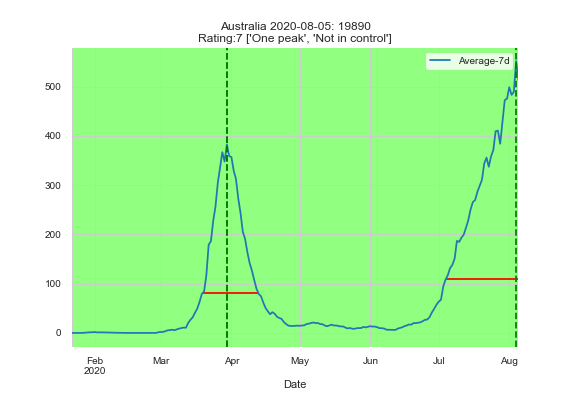 Australia 2020-08-05: 19890
Rating:7 ['One peak', 'Not in control']
Average-7d
500
400
300
200
100
0
Feb Mar Apr May Jun Jul Aug
2020
Date